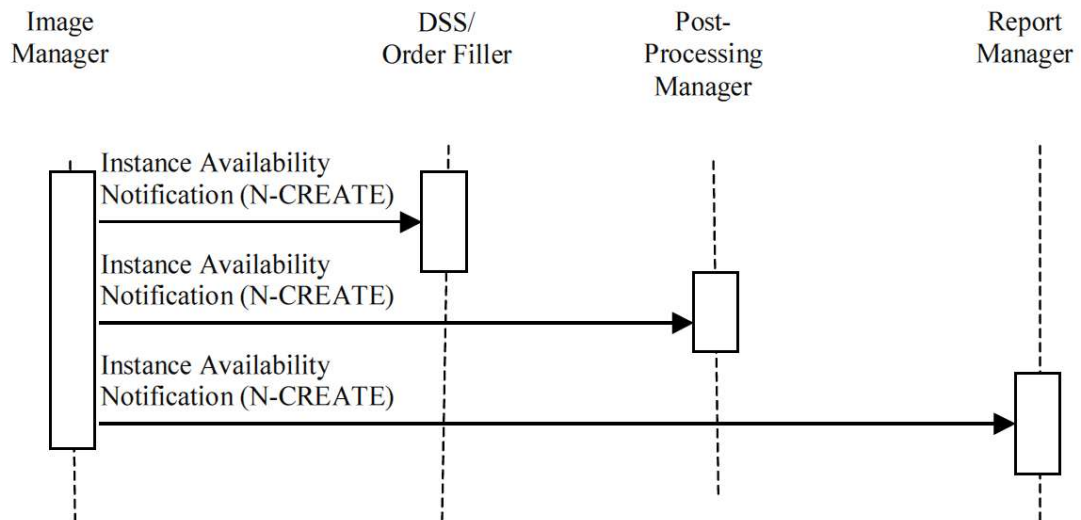 Image
Manager
DSS/
Order Filler
Post-
Processing
Manager
Report
Manager
Instance Availability
Notification (N-CREATE)
Instance Availability
Notification (N-CREATE)
Instance Availability
Notification (N-CREATE)